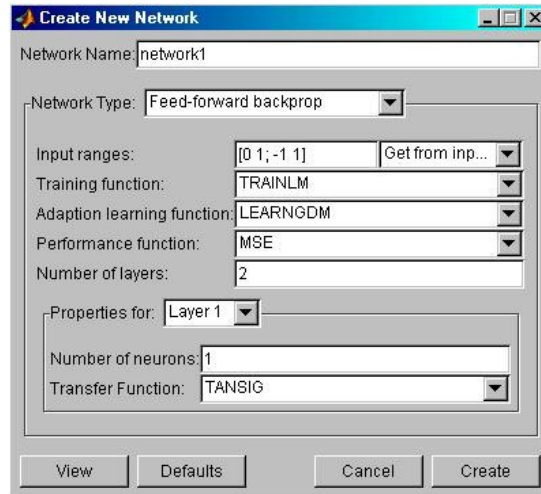 Create New Network
Network Name: network1
Network Type: Feed-forward backprop
Input ranges: [0 1; -1 1] Get from inp...
Training function: TRAINLM
Adaption learning function: LEARNGDM
Performance function: MSE
Number of layers: 2
Properties for: Layer 1
Number of neurons: 1
Transfer Function: TANSIG
View Defaults Cancel Create